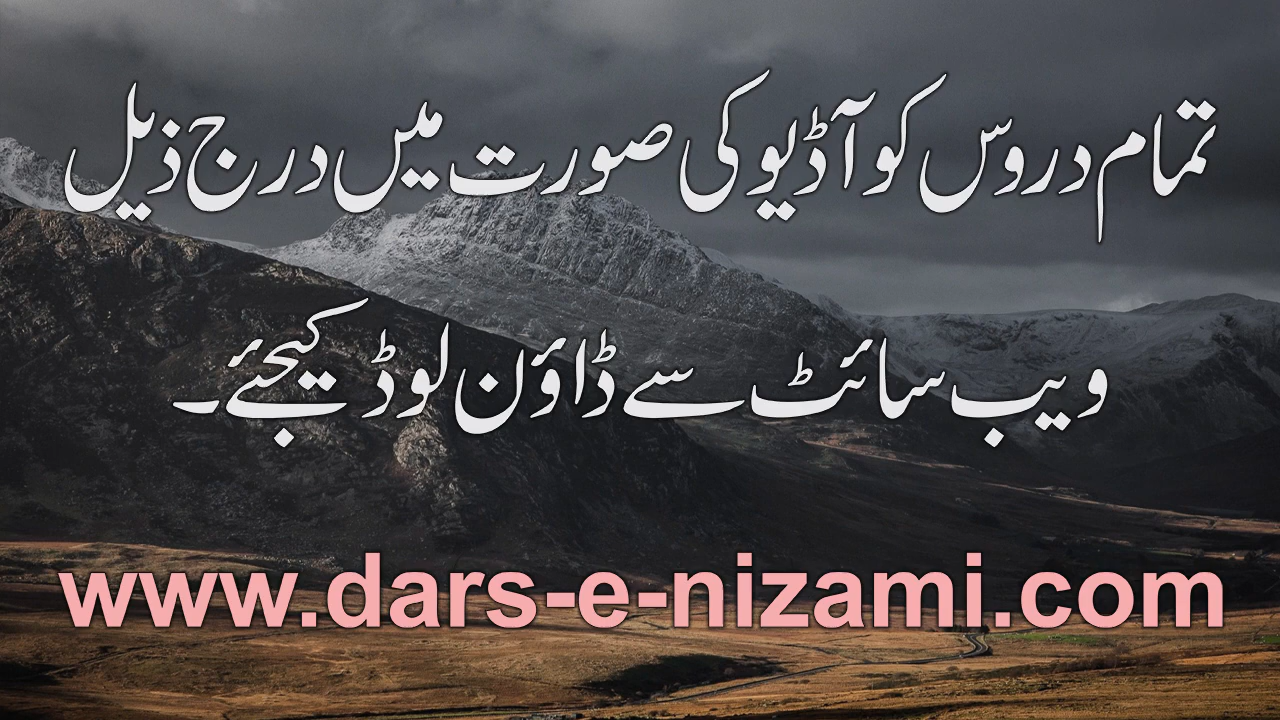 تمام دروس کو آڈیو کی صورت میں درج ذیل
ویب سائٹ سے ڈاؤن لوڈ کیجئے۔
www.dars-e-nizami.com